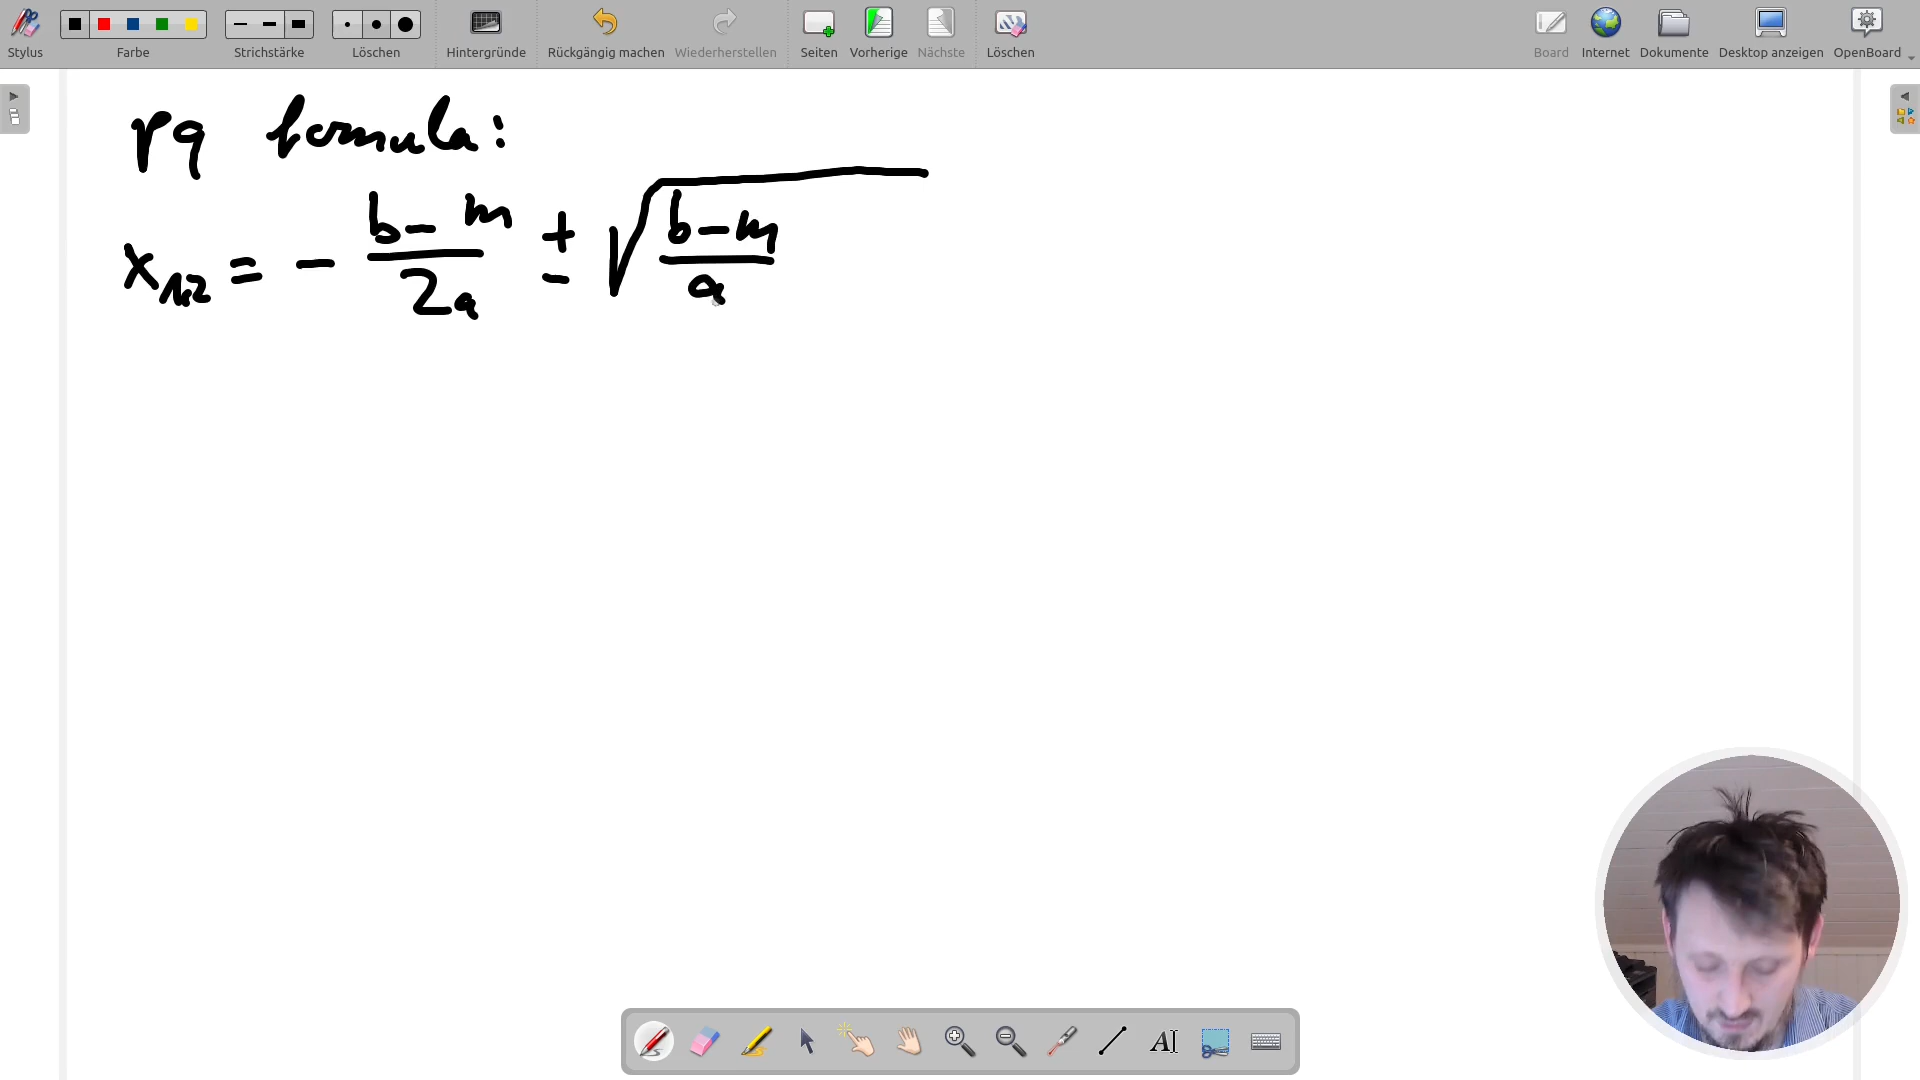 Stylus Farbe Strichstärke Löschen Hintergründe Rückgängig machen Wiederherstellen Seiten Vorherige Nächste Löschen Board Internet Dokumente Desktop anzeigen OpenBoard
pq formula:
x₁,₂ = - (b-m)/(2a) ± √((b-m)/a